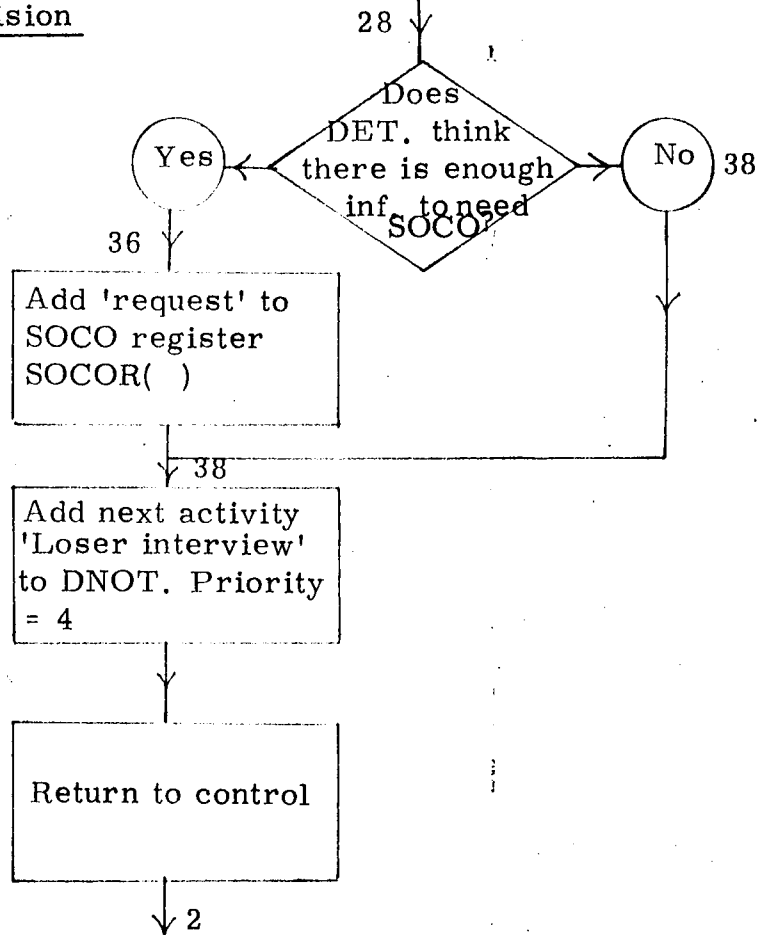 ision
28
Does
DET. think
there is enough
inf. to need
SOCO?
Yes
No
38
36
Add 'request' to
SOCO register
SOCOR( )
38
Add next activity
'Loser interview'
to DNOT. Priority
= 4
Return to control
2